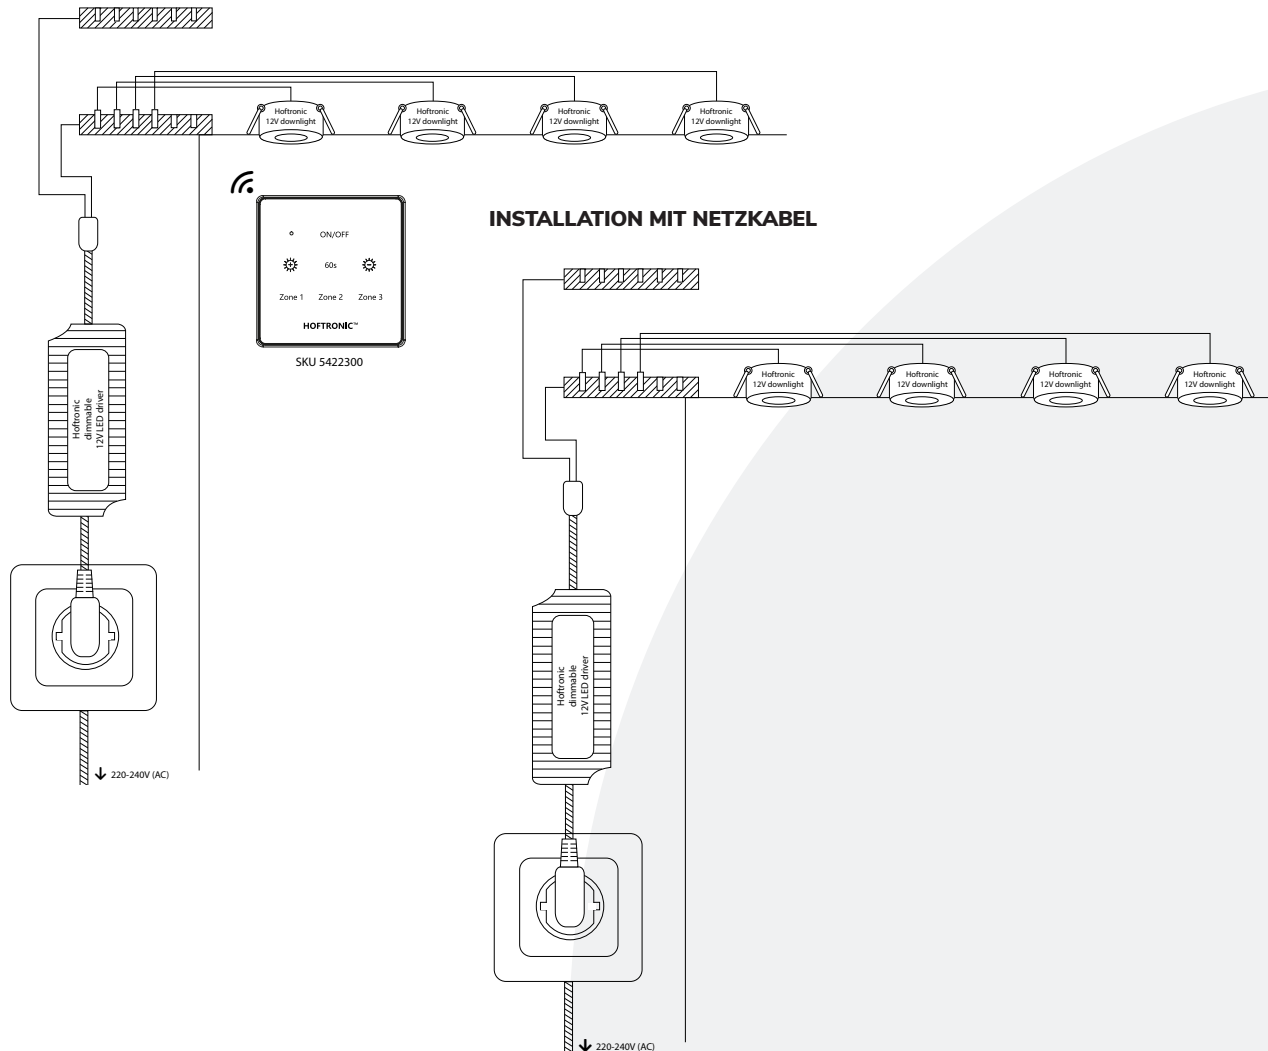 Hoftronic
12V downlight
Hoftronic
12V downlight
Hoftronic
12V downlight
Hoftronic
12V downlight
ON/OFF
60s
Zone 1 Zone 2 Zone 3
HOFTRONIC™
SKU 5422300
Hoftronic
dimmable
12V LED driver
220-240V (AC)
INSTALLATION MIT NETZKABEL
Hoftronic
12V downlight
Hoftronic
12V downlight
Hoftronic
12V downlight
Hoftronic
12V downlight
Hoftronic
dimmable
12V LED driver
220-240V (AC)